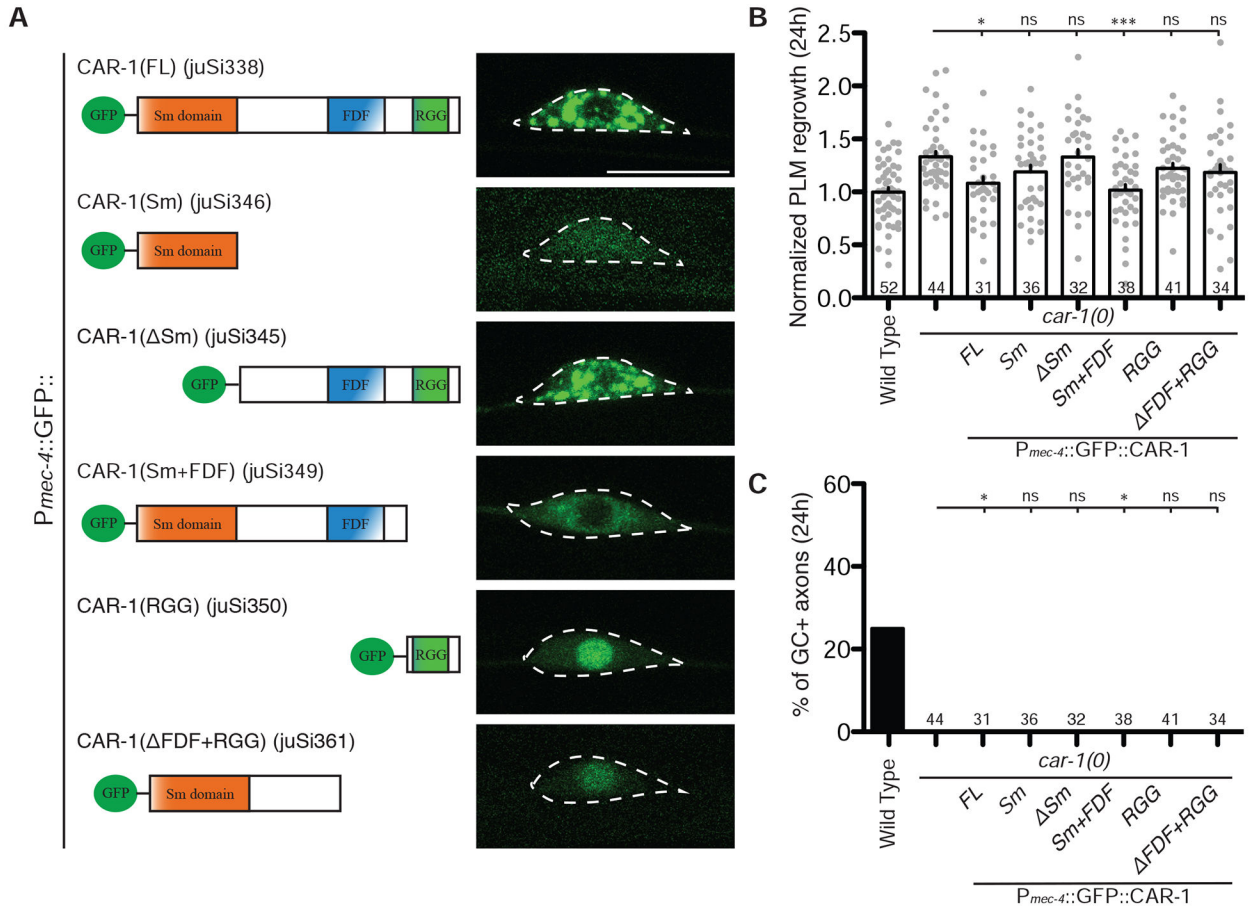 A
Pmec-4::GFP::
CAR-1(FL) (juSi338)
GFP Sm domain FDF RGG
CAR-1(Sm) (juSi346)
GFP Sm domain
CAR-1(ΔSm) (juSi345)
GFP FDF RGG
CAR-1(Sm+FDF) (juSi349)
GFP Sm domain FDF
CAR-1(RGG) (juSi350)
GFP RGG
CAR-1(ΔFDF+RGG) (juSi361)
GFP Sm domain
B
Normalized PLM regrowth (24h)
* ns ns *** ns ns
2.5
2.0
1.5
1.0
0.5
0.0
52 44 31 36 32 38 41 34
Wild Type
car-1(0)
FL
Sm
ΔSm
Sm+FDF
RGG
ΔFDF+RGG
Pmec-4::GFP::CAR-1
C
% of GC+ axons (24h)
* ns ns * ns ns
60
40
20
0
44 31 36 32 38 41 34
Wild Type
car-1(0)
FL
Sm
ΔSm
Sm+FDF
RGG
ΔFDF+RGG
Pmec-4::GFP::CAR-1